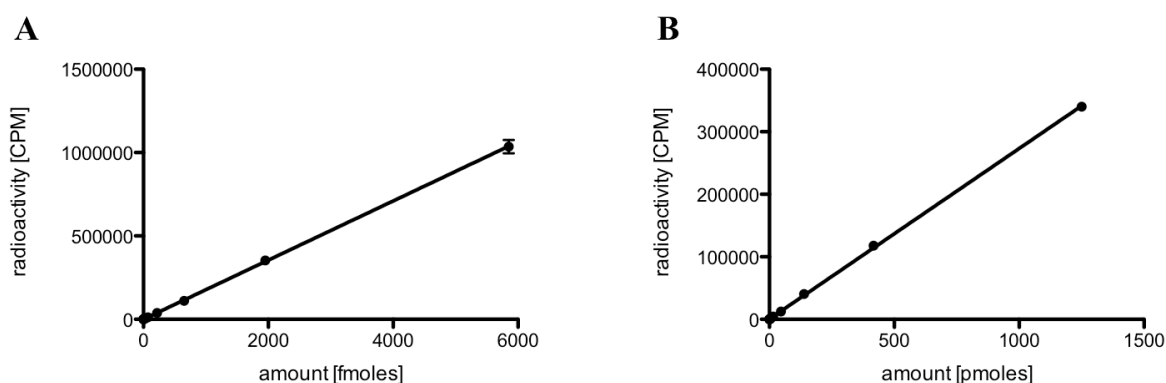 A
radioactivity [CPM]
1500000
1000000
500000
0
0 2000 4000 6000
amount [fmoles]
B
radioactivity [CPM]
400000
300000
200000
100000
0
0 500 1000 1500
amount [pmoles]